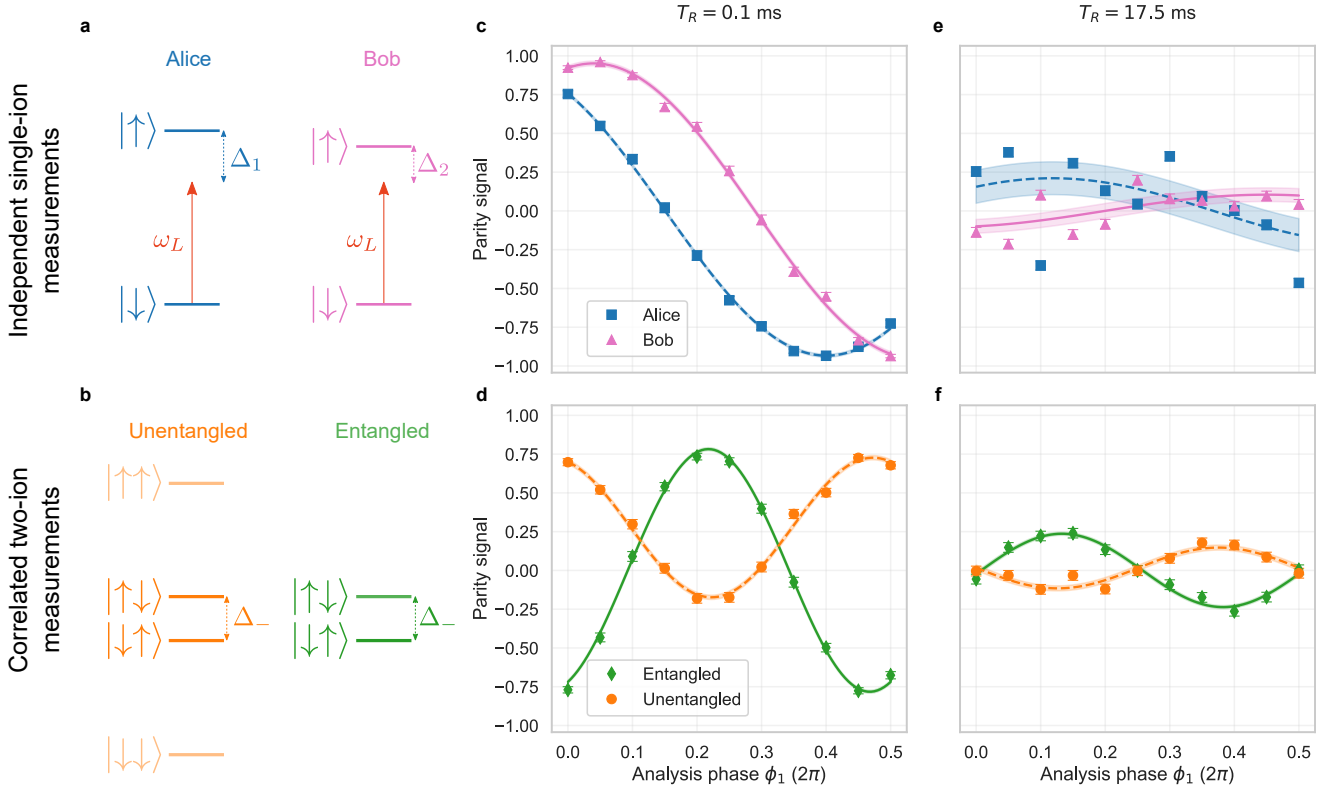 T_R = 0.1 ms
T_R = 17.5 ms
a
Alice
Bob
|↑⟩
Δ₁
|↑⟩
Δ₂
ω_L
ω_L
|↓⟩
|↓⟩
Independent single-ion
measurements
c
Parity signal
1.00
0.75
0.50
0.25
0.00
−0.25
−0.50
−0.75
−1.00
Alice
Bob
e
b
Unentangled
Entangled
|↑↑⟩
|↑↓⟩
|↓↑⟩
Δ₋
|↑↓⟩
|↓↑⟩
Δ₋
|↓↓⟩
Correlated two-ion
measurements
d
Parity signal
1.00
0.75
0.50
0.25
0.00
−0.25
−0.50
−0.75
−1.00
Entangled
Unentangled
0.0 0.1 0.2 0.3 0.4 0.5
Analysis phase ϕ₁ (2π)
f
0.0 0.1 0.2 0.3 0.4 0.5
Analysis phase ϕ₁ (2π)